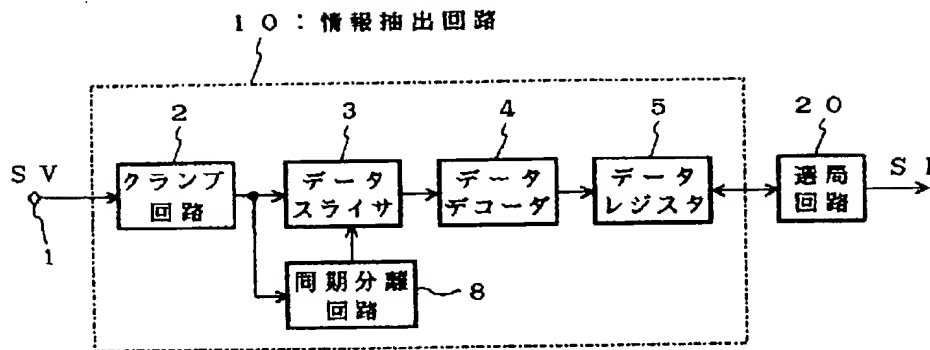 １０：情報抽出回路
２
３
４
５
２０
ＳＶ
クランプ
回路
データ
スライサ
データ
デコーダ
データ
レジスタ
選局
回路
１
同期分離
回路
８